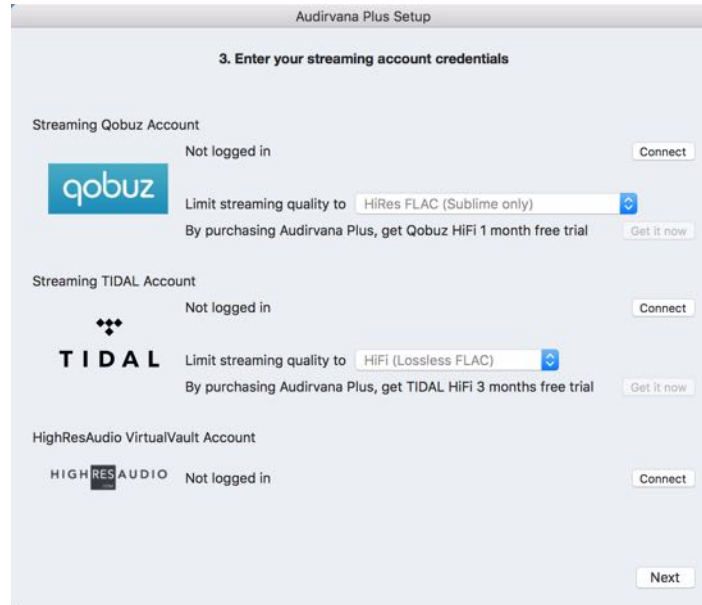 Audirvana Plus Setup
3. Enter your streaming account credentials
Streaming Qobuz Account
Not logged in
Connect
qobuz
Limit streaming quality to HiRes FLAC (Sublime only)
By purchasing Audirvana Plus, get Qobuz HiFi 1 month free trial Get it now
Streaming TIDAL Account
Not logged in
Connect
TIDAL
Limit streaming quality to HiFi (Lossless FLAC)
By purchasing Audirvana Plus, get TIDAL HiFi 3 months free trial Get it now
HighResAudio VirtualVault Account
HIGHRESAUDIO
Not logged in
Connect
Next